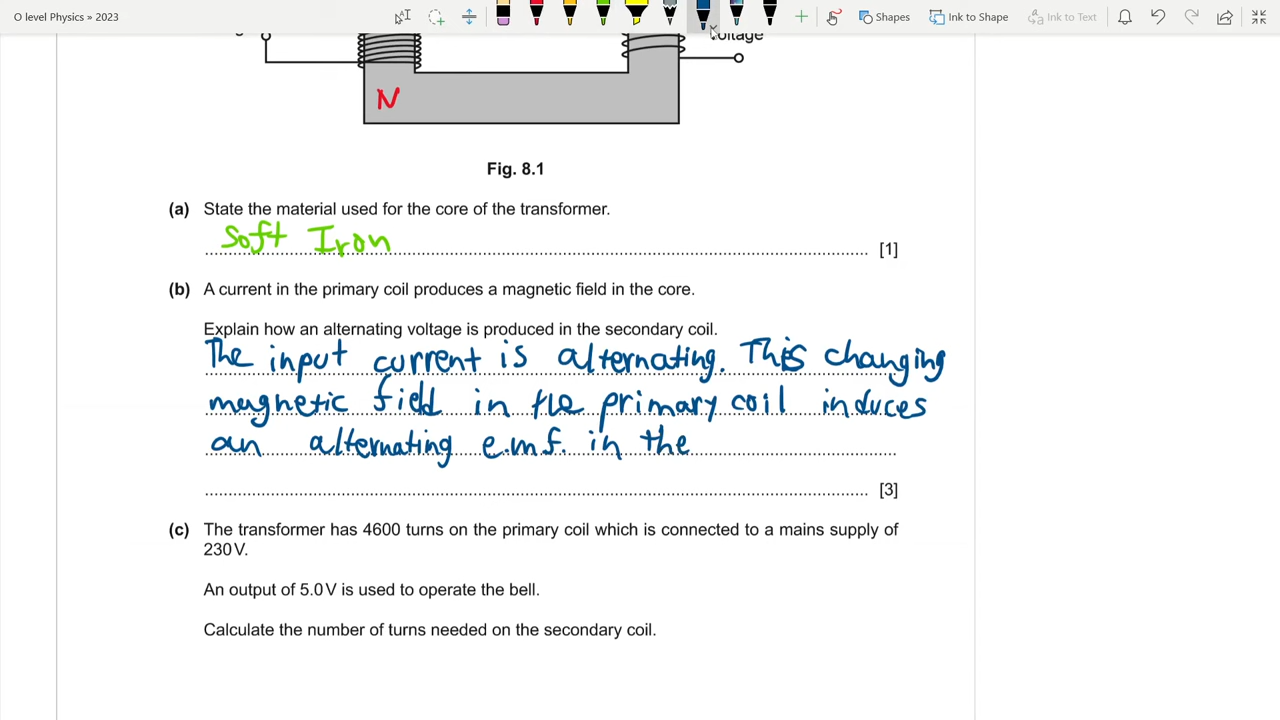 O level Physics » 2023
Shapes
Ink to Shape
Ink to Text
voltage
N
Fig. 8.1
(a) State the material used for the core of the transformer.
Soft Iron
[1]
(b) A current in the primary coil produces a magnetic field in the core.
Explain how an alternating voltage is produced in the secondary coil.
The input current is alternating. This changing
magnetic field in the primary coil induces
an alternating e.m.f. in the
[3]
(c) The transformer has 4600 turns on the primary coil which is connected to a mains supply of
230 V.
An output of 5.0 V is used to operate the bell.
Calculate the number of turns needed on the secondary coil.